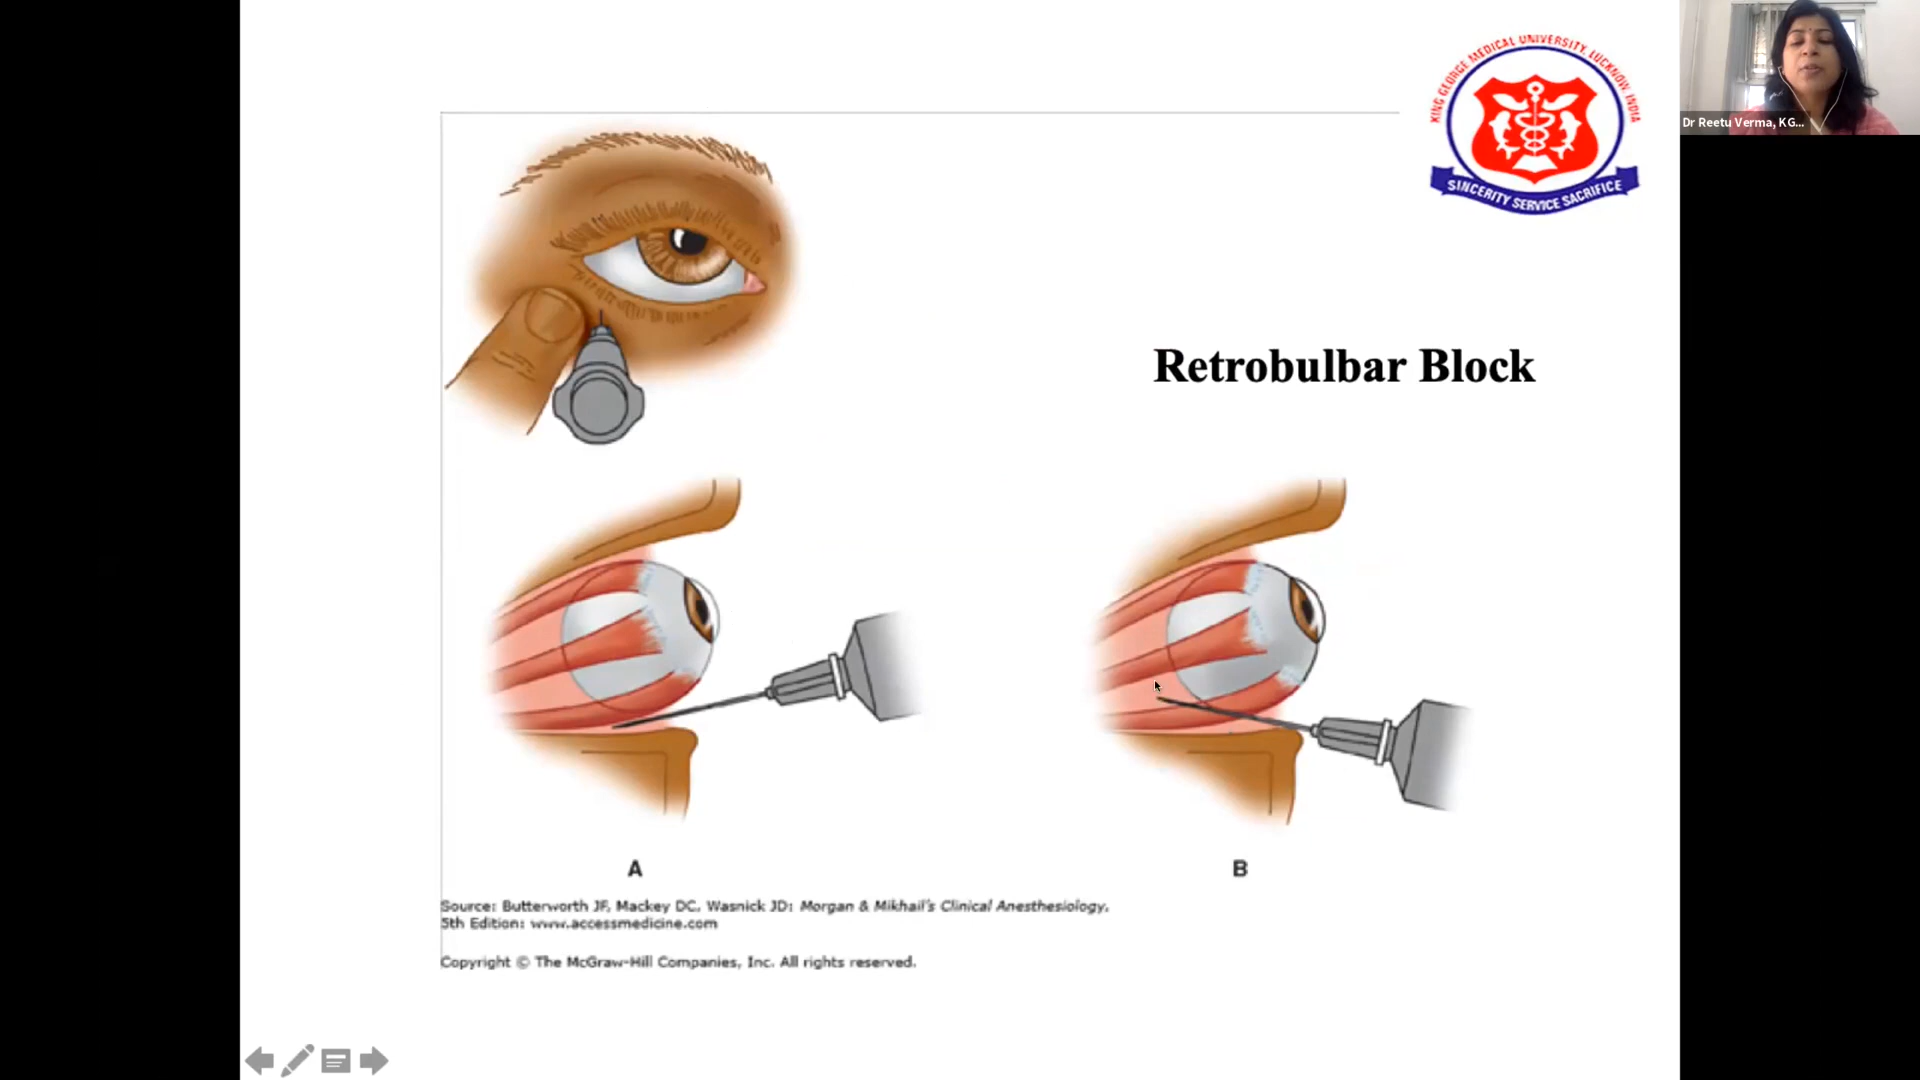 KING GEORGE MEDICAL UNIVERSITY, LUCKNOW INDIA
SINCERITY SERVICE SACRIFICE
Dr Reetu Verma, KG...
Retrobulbar Block
A
B
Source: Butterworth JF, Mackey DC, Wasnick JD: Morgan & Mikhail's Clinical Anesthesiology,
5th Edition: www.accessmedicine.com
Copyright © The McGraw-Hill Companies, Inc. All rights reserved.